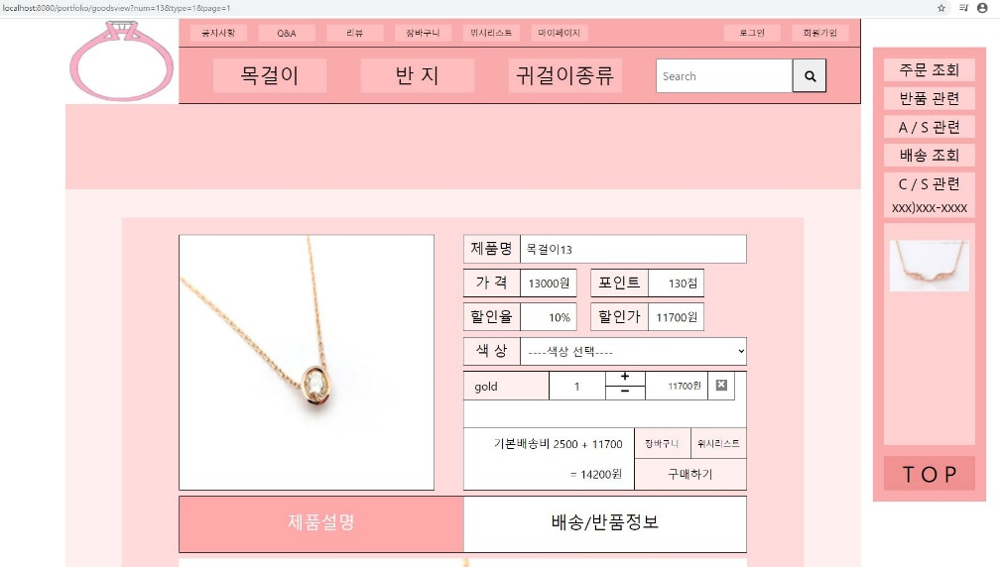 localhost:8080/portfolio/goodsview?num=13&type=1&page=1
공지사항 Q&A 리뷰 장바구니 위시리스트 마이페이지 로그인 회원가입
목걸이 반 지 귀걸이종류 Search
주문 조회
반품 관련
A / S 관련
배송 조회
C / S 관련
xxx)xxx-xxxx
T O P
제품명 목걸이13
가 격 13000원 포인트 130점
할인율 10% 할인가 11700원
색 상 ----색상 선택----
gold 1 + − 11700원
기본배송비 2500 + 11700
= 14200원
장바구니 위시리스트
구매하기
제품설명 배송/반품정보